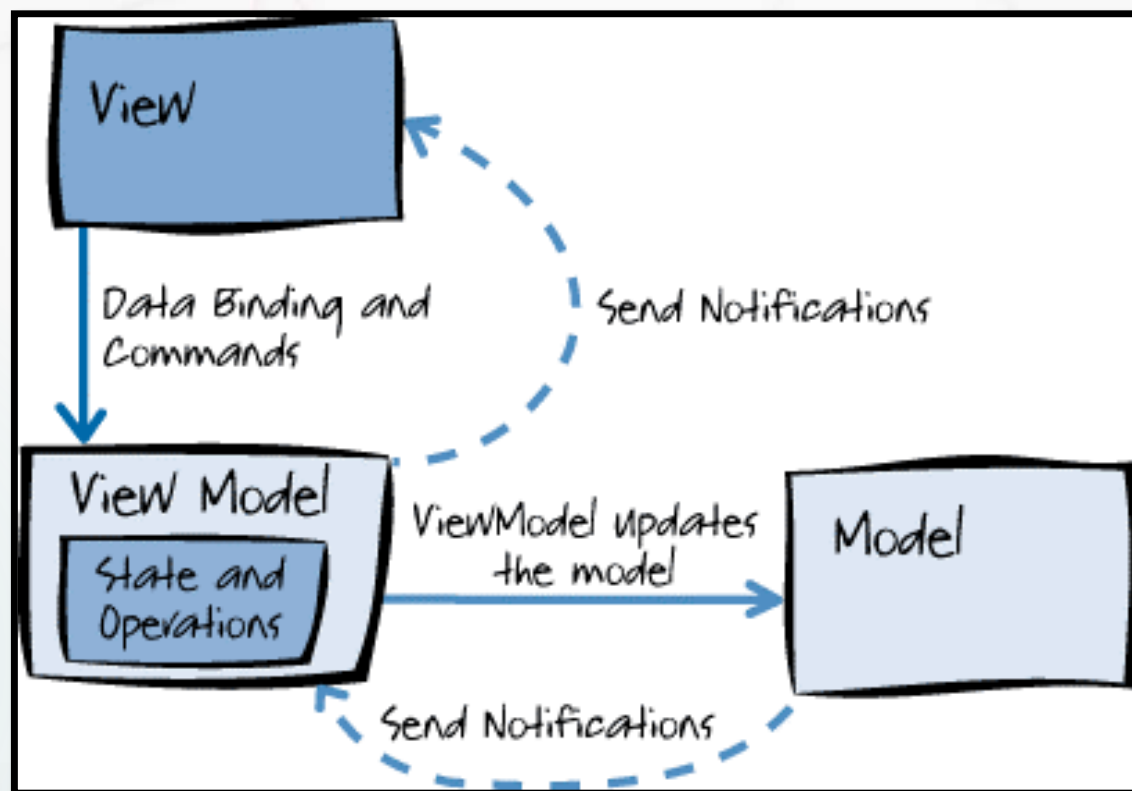 View
Data Binding and
Commands
Send Notifications
View Model
State and
Operations
ViewModel updates
the model
Model
Send Notifications